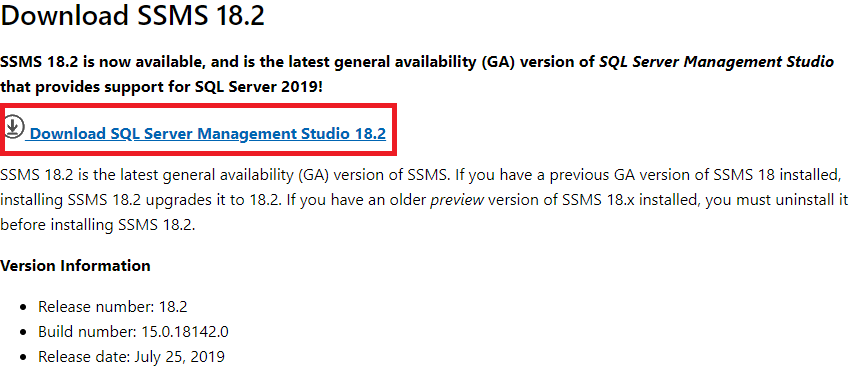 Download SSMS 18.2
SSMS 18.2 is now available, and is the latest general availability (GA) version of SQL Server Management Studio
that provides support for SQL Server 2019!
Download SQL Server Management Studio 18.2
SSMS 18.2 is the latest general availability (GA) version of SSMS. If you have a previous GA version of SSMS 18 installed,
installing SSMS 18.2 upgrades it to 18.2. If you have an older preview version of SSMS 18.x installed, you must uninstall it
before installing SSMS 18.2.
Version Information
• Release number: 18.2
• Build number: 15.0.18142.0
• Release date: July 25, 2019